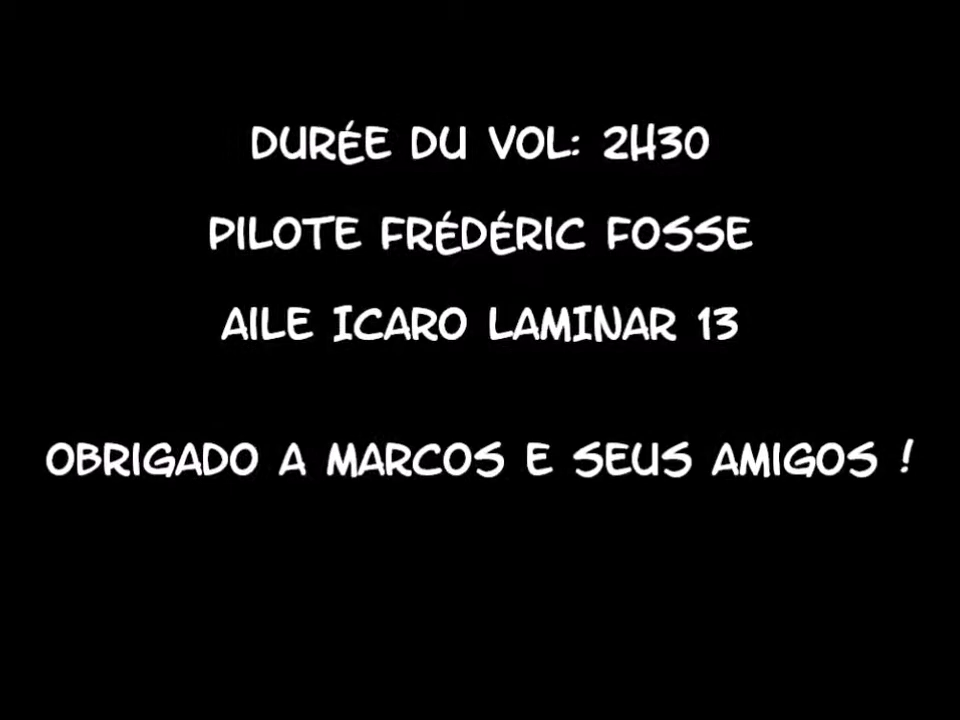 DURÉE DU VOL: 2H30
PILOTE FRÉDÉRIC FOSSE
AILE ICARO LAMINAR 13
OBRIGADO A MARCOS E SEUS AMIGOS !